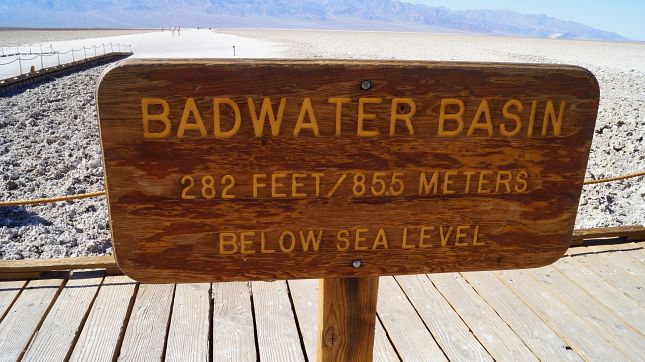 BADWATER BASIN
282 FEET/85.5 METERS
BELOW SEA LEVEL